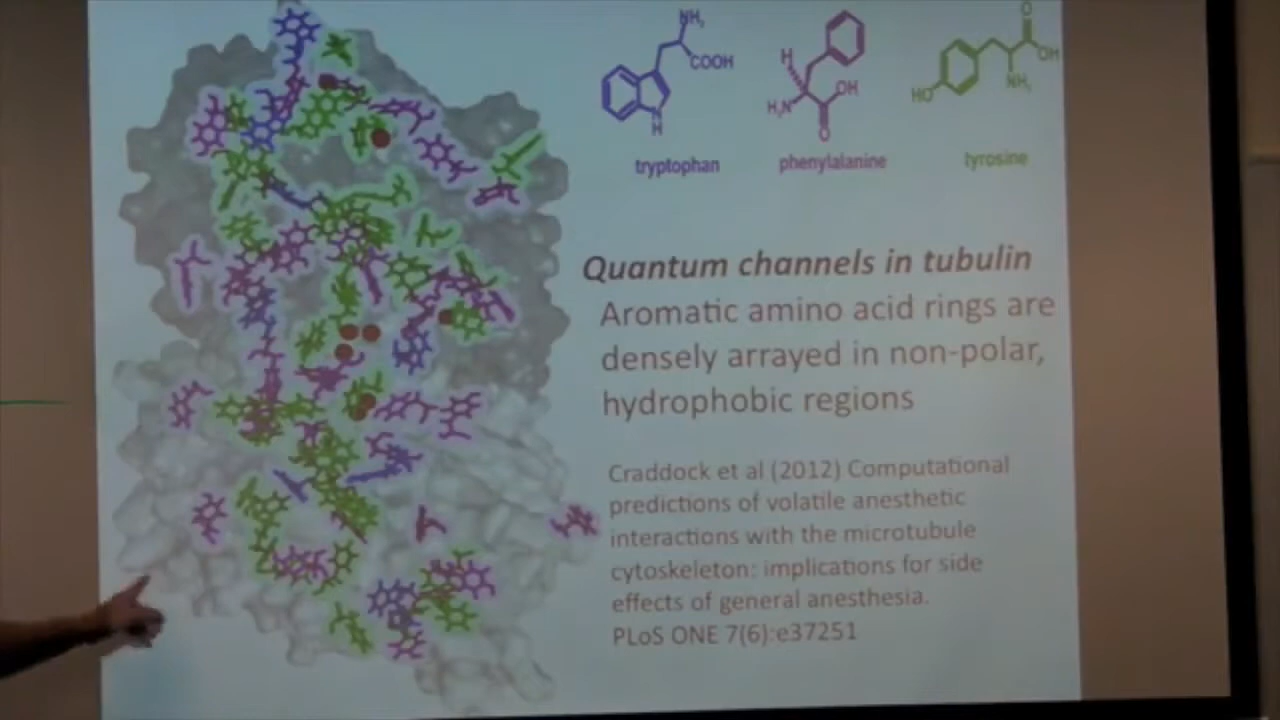 NH₂
COOH
N
H
tryptophan
H
H₂N
OH
O
phenylalanine
O
OH
NH₂
HO
tyrosine
Quantum channels in tubulin
Aromatic amino acid rings are
densely arrayed in non-polar,
hydrophobic regions
Craddock et al (2012) Computational
predictions of volatile anesthetic
interactions with the microtubule
cytoskeleton: implications for side
effects of general anesthesia.
PLoS ONE 7(6):e37251